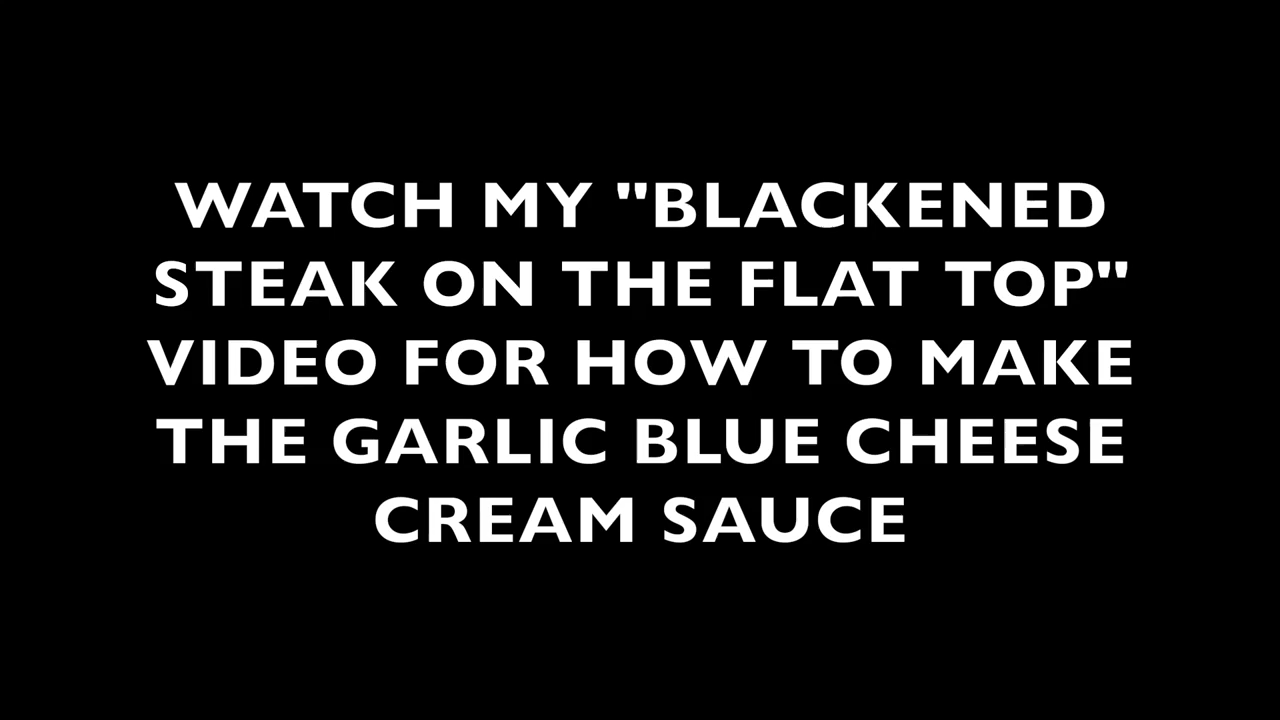 WATCH MY "BLACKENED
STEAK ON THE FLAT TOP"
VIDEO FOR HOW TO MAKE
THE GARLIC BLUE CHEESE
CREAM SAUCE